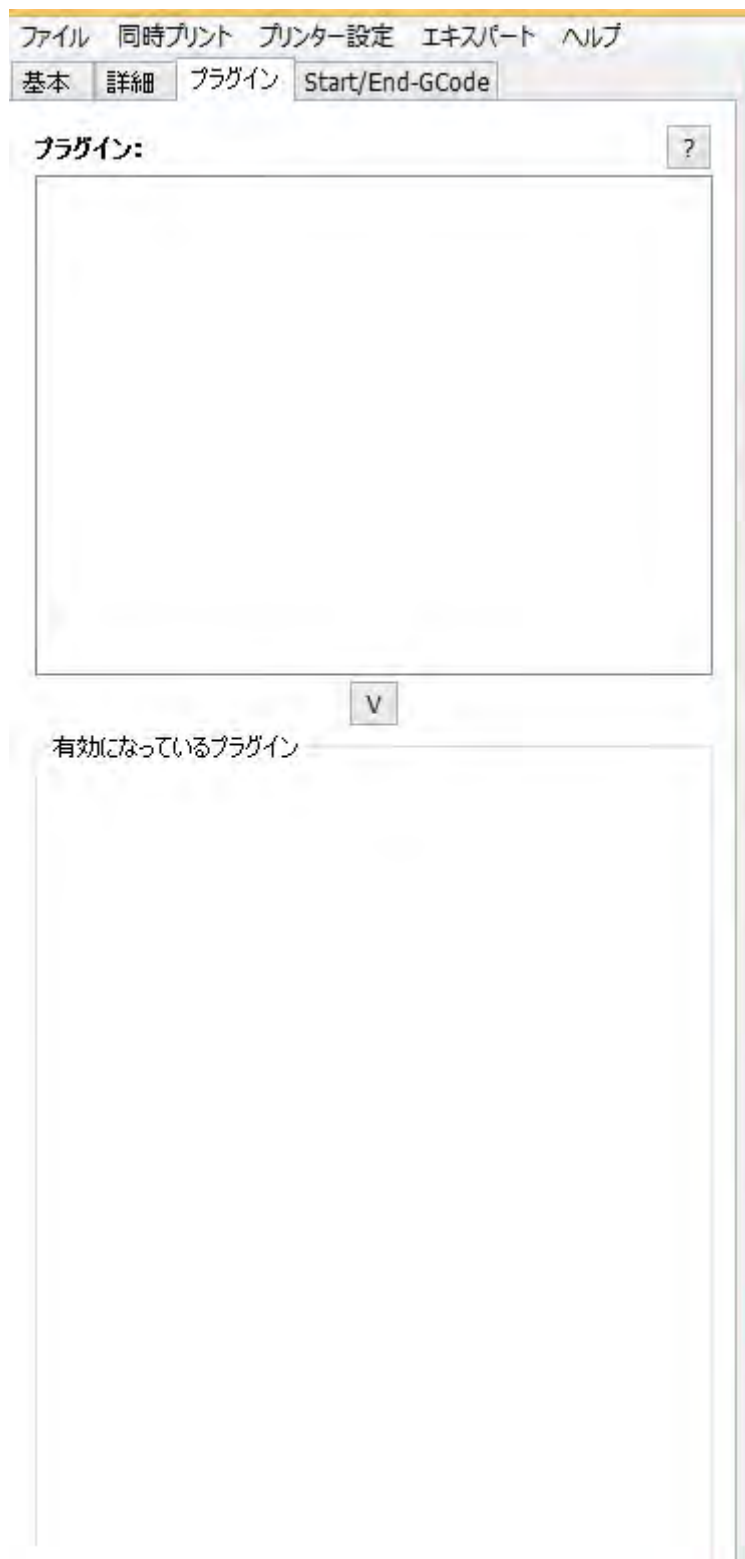 ファイル 同時プリント プリンター設定 エキスパート ヘルプ
基本 詳細 プラグイン Start/End-GCode
プラグイン: ?
V
有効になっているプラグイン